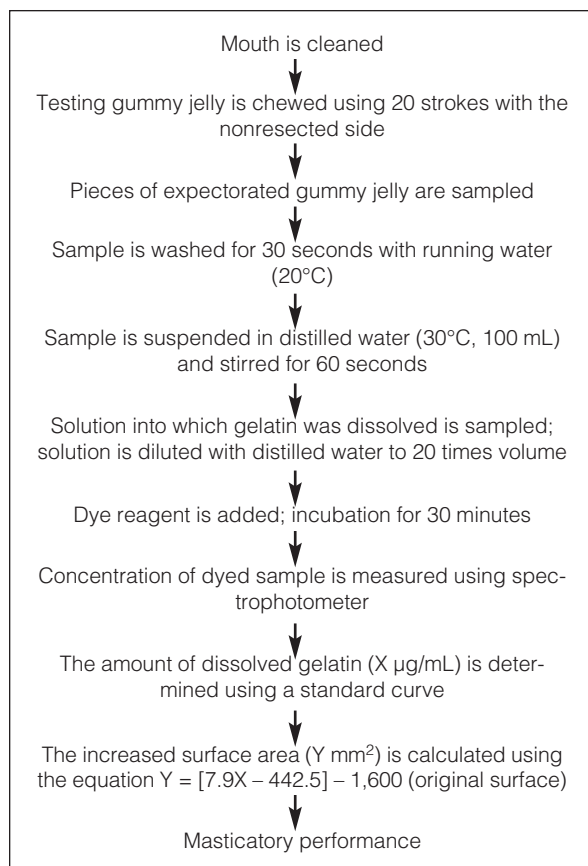 Mouth is cleaned
Testing gummy jelly is chewed using 20 strokes with the
nonresected side
Pieces of expectorated gummy jelly are sampled
Sample is washed for 30 seconds with running water
(20°C)
Sample is suspended in distilled water (30°C, 100 mL)
and stirred for 60 seconds
Solution into which gelatin was dissolved is sampled;
solution is diluted with distilled water to 20 times volume
Dye reagent is added; incubation for 30 minutes
Concentration of dyed sample is measured using spec-
trophotometer
The amount of dissolved gelatin (X µg/mL) is deter-
mined using a standard curve
The increased surface area (Y mm²) is calculated using
the equation Y = [7.9X – 442.5] – 1,600 (original surface)
Masticatory performance